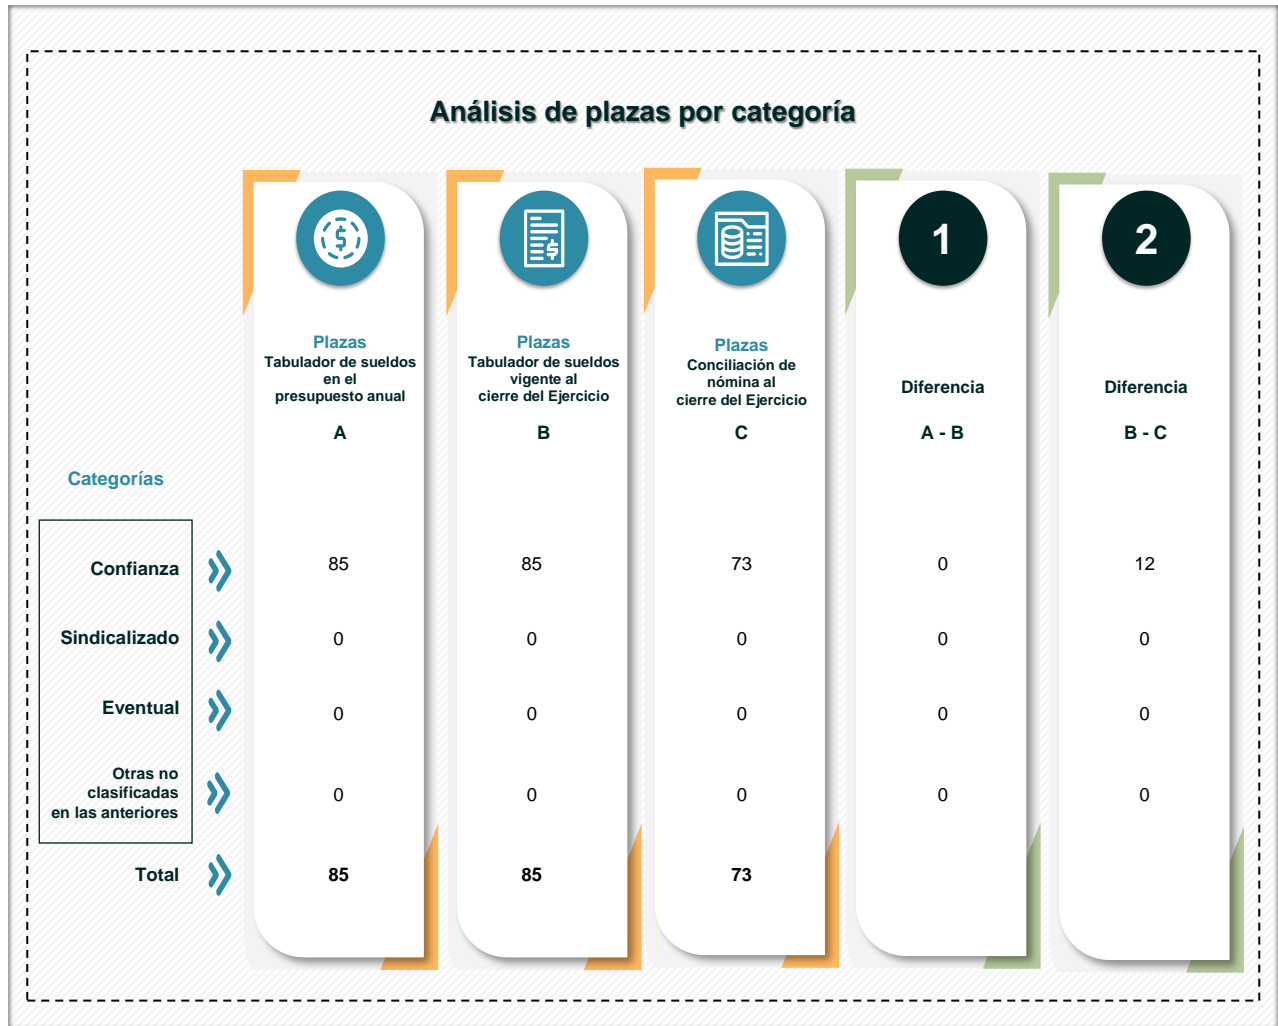 Análisis de plazas por categoría
1
2
Plazas
Tabulador de sueldos
en el
presupuesto anual
A
Plazas
Tabulador de sueldos
vigente al
cierre del Ejercicio
B
Plazas
Conciliación de
nómina al
cierre del Ejercicio
C
Diferencia
A - B
Diferencia
B - C
Categorías
Confianza 85 85 73 0 12
Sindicalizado 0 0 0 0 0
Eventual 0 0 0 0 0
Otras no
clasificadas
en las anteriores
0 0 0 0 0
Total 85 85 73